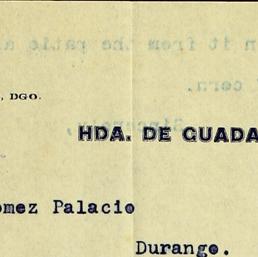 , DGO.
HDA. DE GUADA
omez Palacio
Durango.